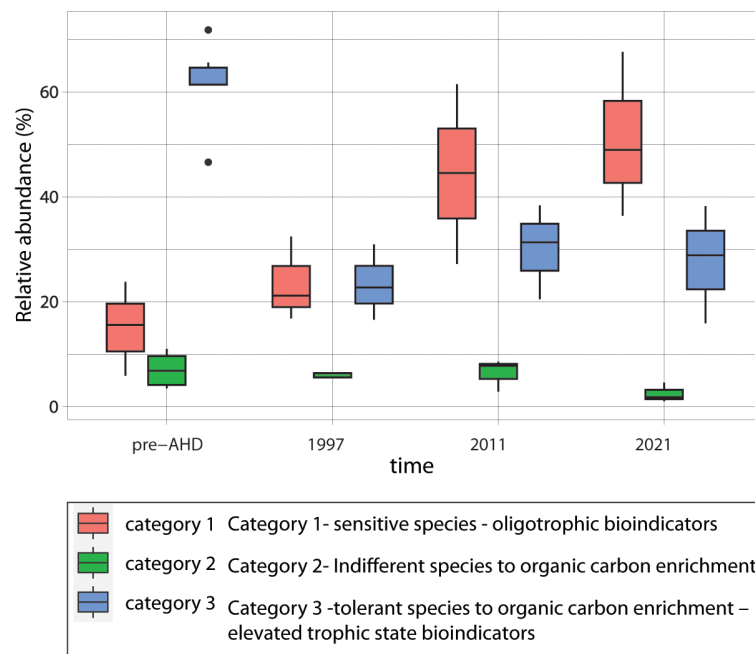 Relative abundance (%)
60
40
20
0
pre–AHD 1997 2011 2021
time
category 1 Category 1- sensitive species - oligotrophic bioindicators
category 2 Category 2- Indifferent species to organic carbon enrichment
category 3 Category 3 -tolerant species to organic carbon enrichment –
elevated trophic state bioindicators